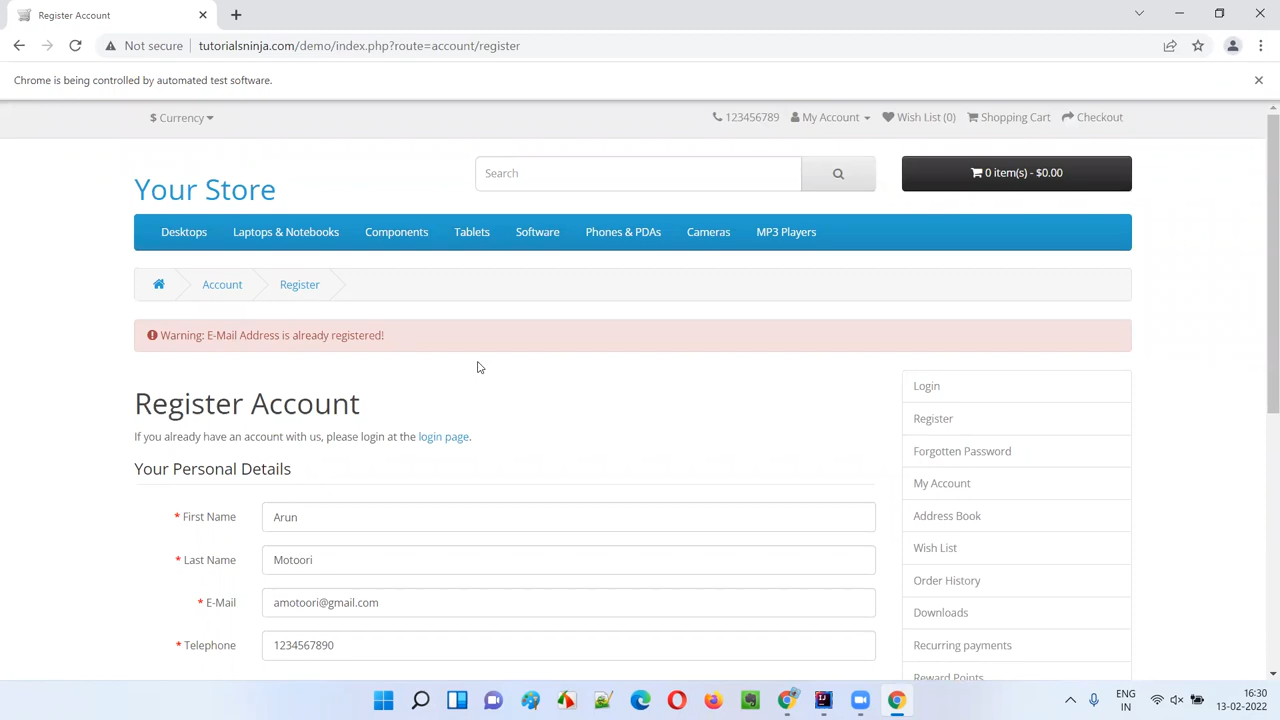 Register Account
Not secure
tutorialsninja.com/demo/index.php?route=account/register
Chrome is being controlled by automated test software.
$ Currency
123456789
My Account
Wish List (0)
Shopping Cart
Checkout
Your Store
Search
0 item(s) - $0.00
Desktops
Laptops & Notebooks
Components
Tablets
Software
Phones & PDAs
Cameras
MP3 Players
Account
Register
Warning: E-Mail Address is already registered!
Register Account
If you already have an account with us, please login at the login page.
Your Personal Details
* First Name
Arun
* Last Name
Motoori
* E-Mail
amotoori@gmail.com
* Telephone
1234567890
Login
Register
Forgotten Password
My Account
Address Book
Wish List
Order History
Downloads
Recurring payments
Reward Points
ENG
IN
16:30
13-02-2022